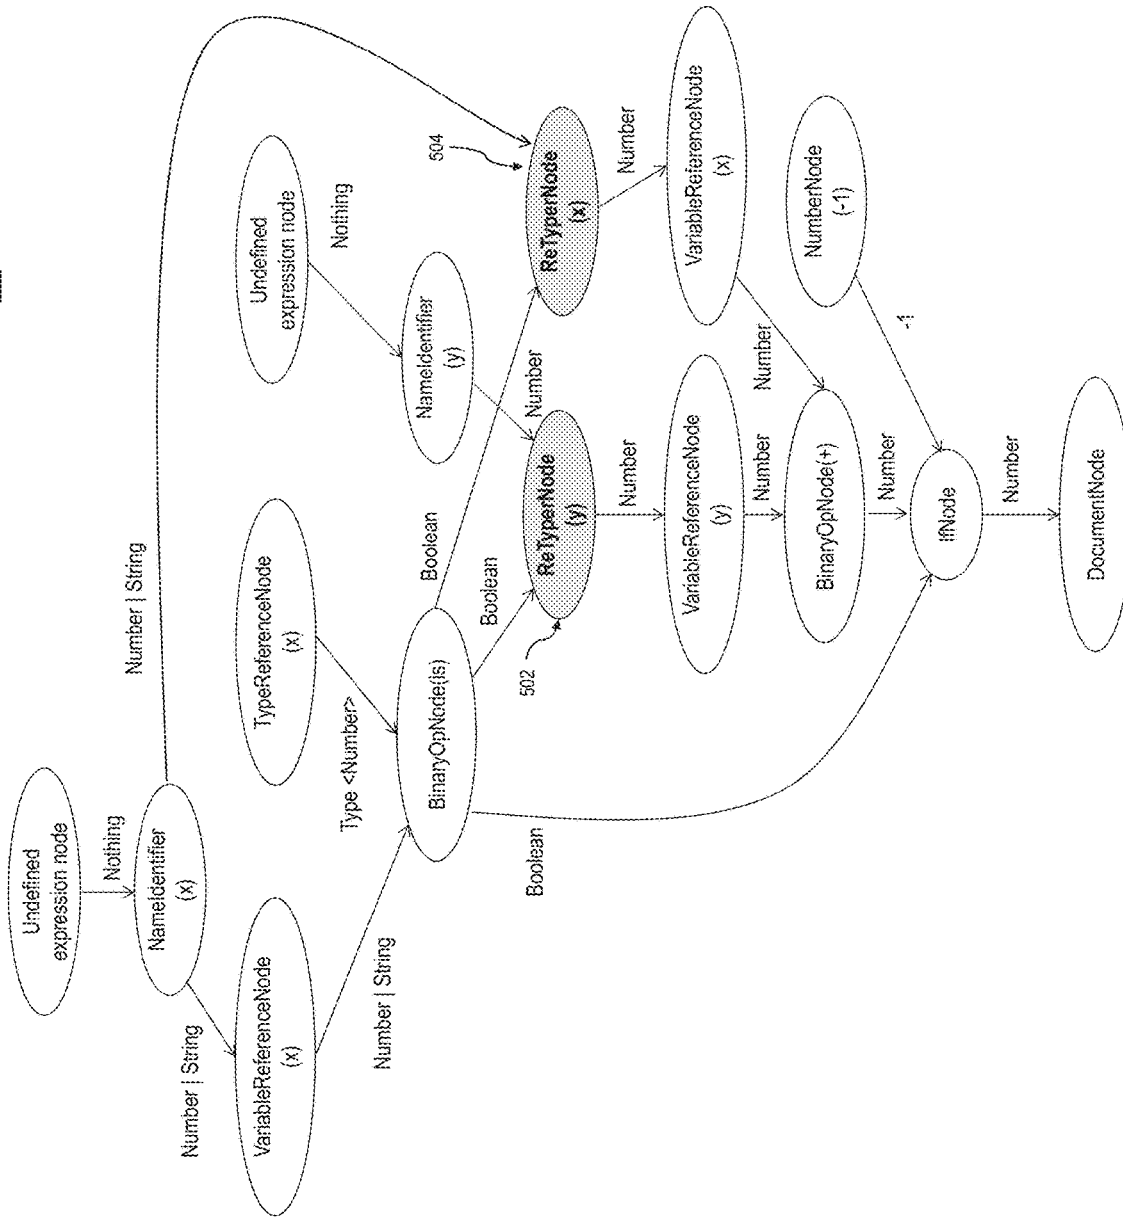 Undefined
expression node
Nothing
NameIdentifier
(x)
Number | String
Number | String
VariableReferenceNode
(x)
Number | String
TypeReferenceNode
(x)
Type <Number>
Undefined
expression node
Nothing
NameIdentifier
(y)
BinaryOpNode(is)
Boolean
Boolean
Boolean
Number
502
ReTyperNode
(y)
504
ReTyperNode
(x)
Number
Number
VariableReferenceNode
(y)
VariableReferenceNode
(x)
Number
Number
BinaryOpNode(+)
NumberNode
(-1)
Number
-1
IfNode
Number
DocumentNode